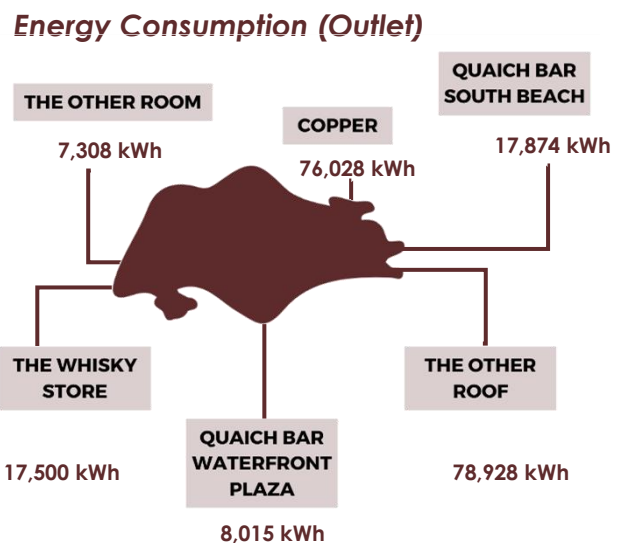 Energy Consumption (Outlet)
THE OTHER ROOM
7,308 kWh
COPPER
76,028 kWh
QUAICH BAR
SOUTH BEACH
17,874 kWh
THE WHISKY
STORE
17,500 kWh
QUAICH BAR
WATERFRONT
PLAZA
8,015 kWh
THE OTHER
ROOF
78,928 kWh